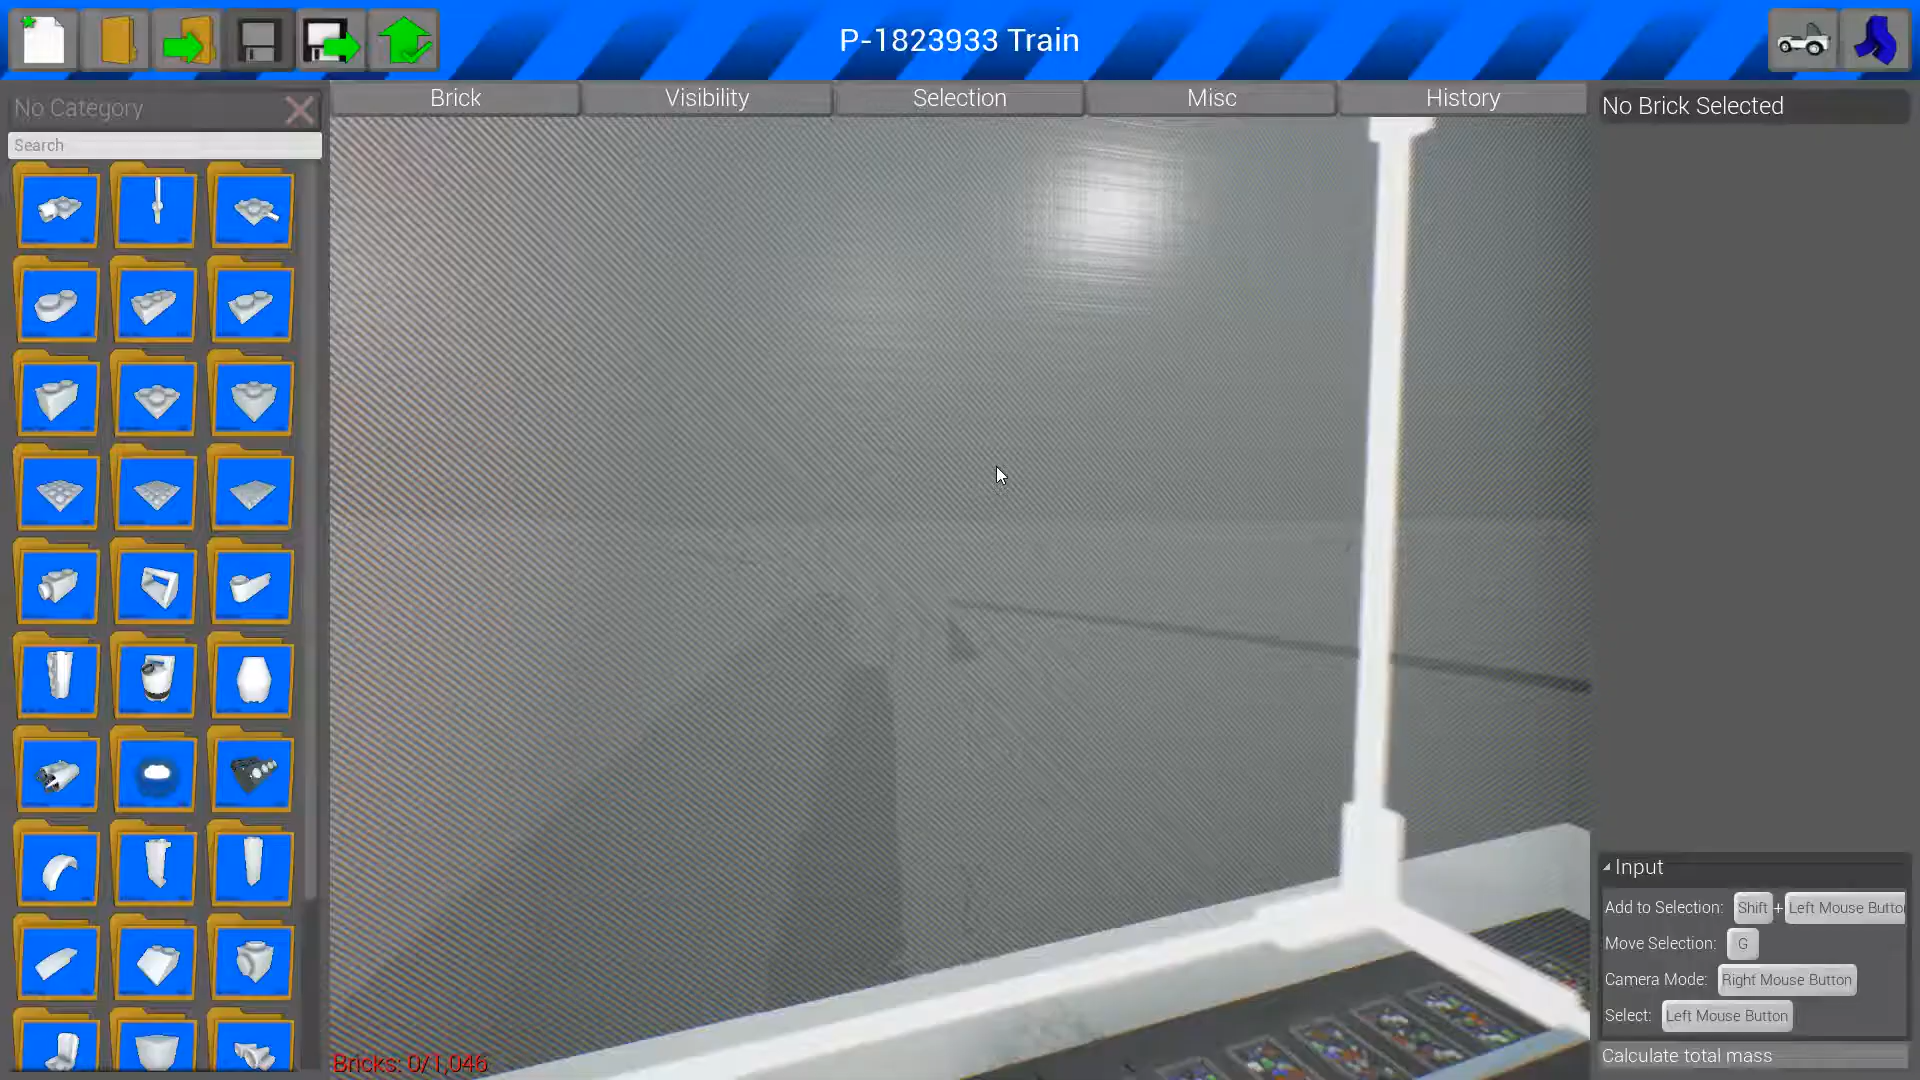 P-1823933 Train
No Category
Search
Brick
Visibility
Selection
Misc
History
No Brick Selected
Input
Add to Selection: Shift + Left Mouse Butto
Move Selection: G
Camera Mode: Right Mouse Button
Select: Left Mouse Button
Calculate total mass
Bricks: 0/1,046